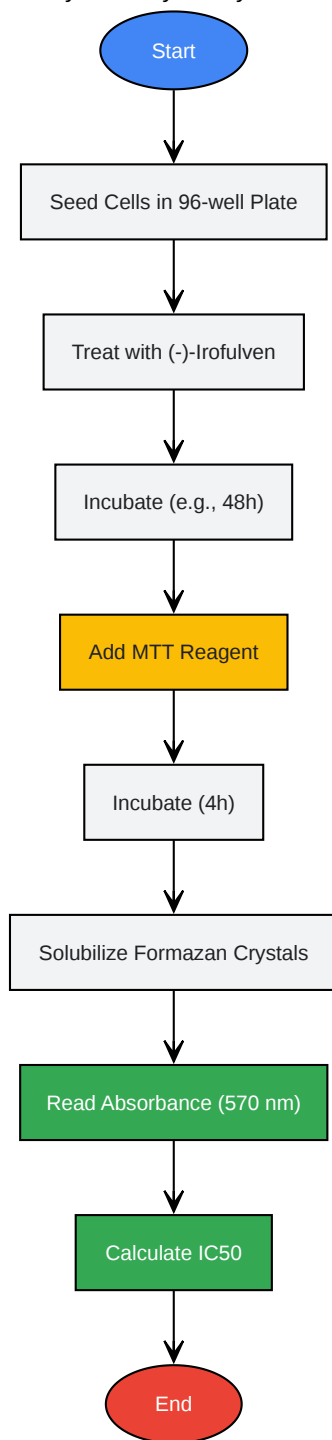 Start
Seed Cells in 96-well Plate
Treat with (-)-Irofulven
Incubate (e.g., 48h)
Add MTT Reagent
Incubate (4h)
Solubilize Formazan Crystals
Read Absorbance (570 nm)
Calculate IC50
End